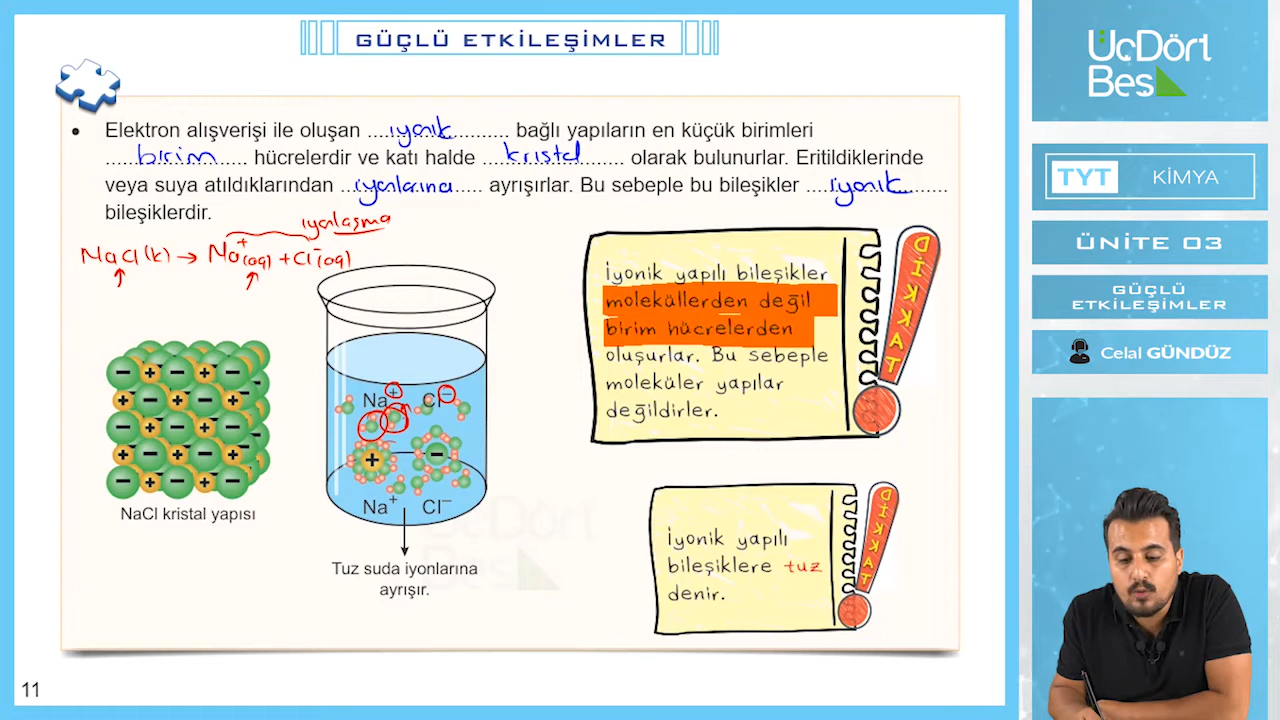 GÜÇLÜ ETKİLEŞİMLER
• Elektron alışverişi ile oluşan ....iyonik.......... bağlı yapıların en küçük birimleri
......birim...... hücrelerdir ve katı halde ....kristal........ olarak bulunurlar. Eritildiklerinde
veya suya atıldıklarından ...iyonlarına..... ayrışırlar. Bu sebeple bu bileşikler ....iyonik.......
bileşiklerdir.
iyonlaşma
NaCl(k) → Na⁺(aq) + Cl⁻(aq)
− + − + −
+ − + − +
− + − + −
+ − + − +
− + − + −
NaCl kristal yapısı
Na⁺ Cl⁻
+ −
Na⁺ Cl⁻
Tuz suda iyonlarına
ayrışır.
İyonik yapılı bileşikler
moleküllerden değil
birim hücrelerden
oluşurlar. Bu sebeple
moleküler yapılar
değildirler.
DİKKAT
İyonik yapılı
bileşiklere tuz
denir.
DİKKAT
ÜçDört
Beş
11
ÜçDört
Beş
TYT KİMYA
ÜNİTE 03
GÜÇLÜ
ETKİLEŞİMLER
Celal GÜNDÜZ